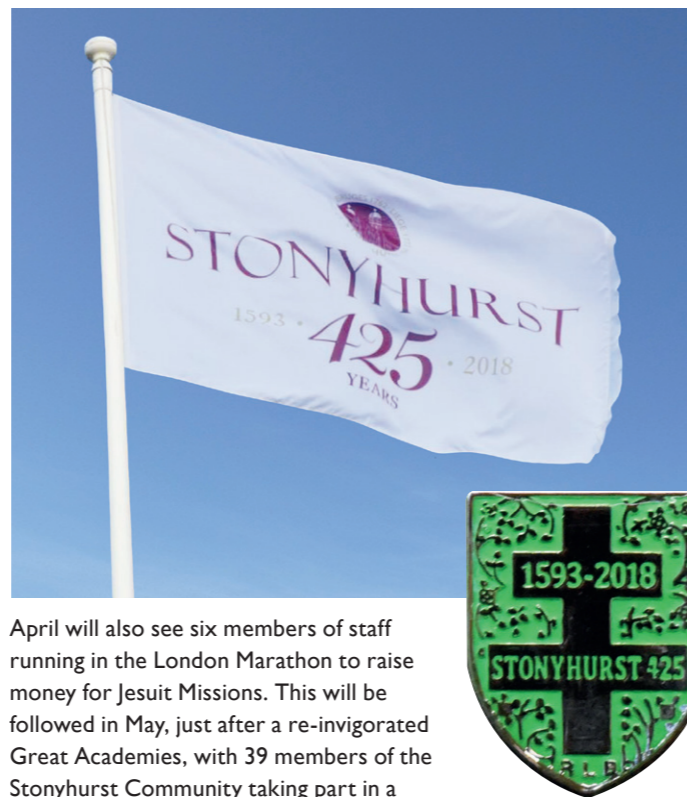 STONYHURST
1593 · 425 · 2018
YEARS
1593-2018
STONYHURST 425
R L B
April will also see six members of staff
running in the London Marathon to raise
money for Jesuit Missions. This will be
followed in May, just after a re-invigorated
Great Academies, with 39 members of the
Stonyhurst Community taking part in a